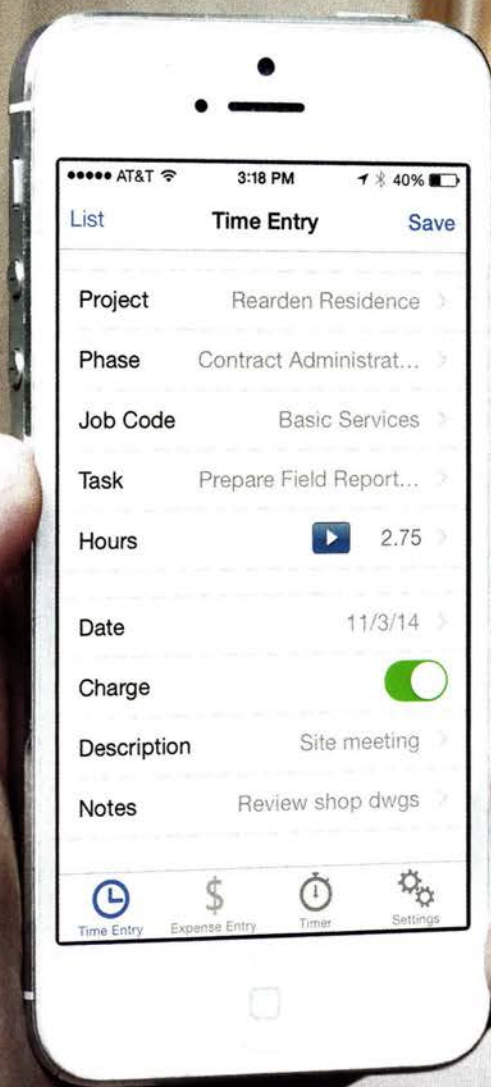 ●●●●● AT&T 3:18 PM 40%
List Time Entry Save
Project Rearden Residence
Phase Contract Administrat...
Job Code Basic Services
Task Prepare Field Report...
Hours 2.75
Date 11/3/14
Charge
Description Site meeting
Notes Review shop dwgs
$
Time Entry Expense Entry Timer Settings